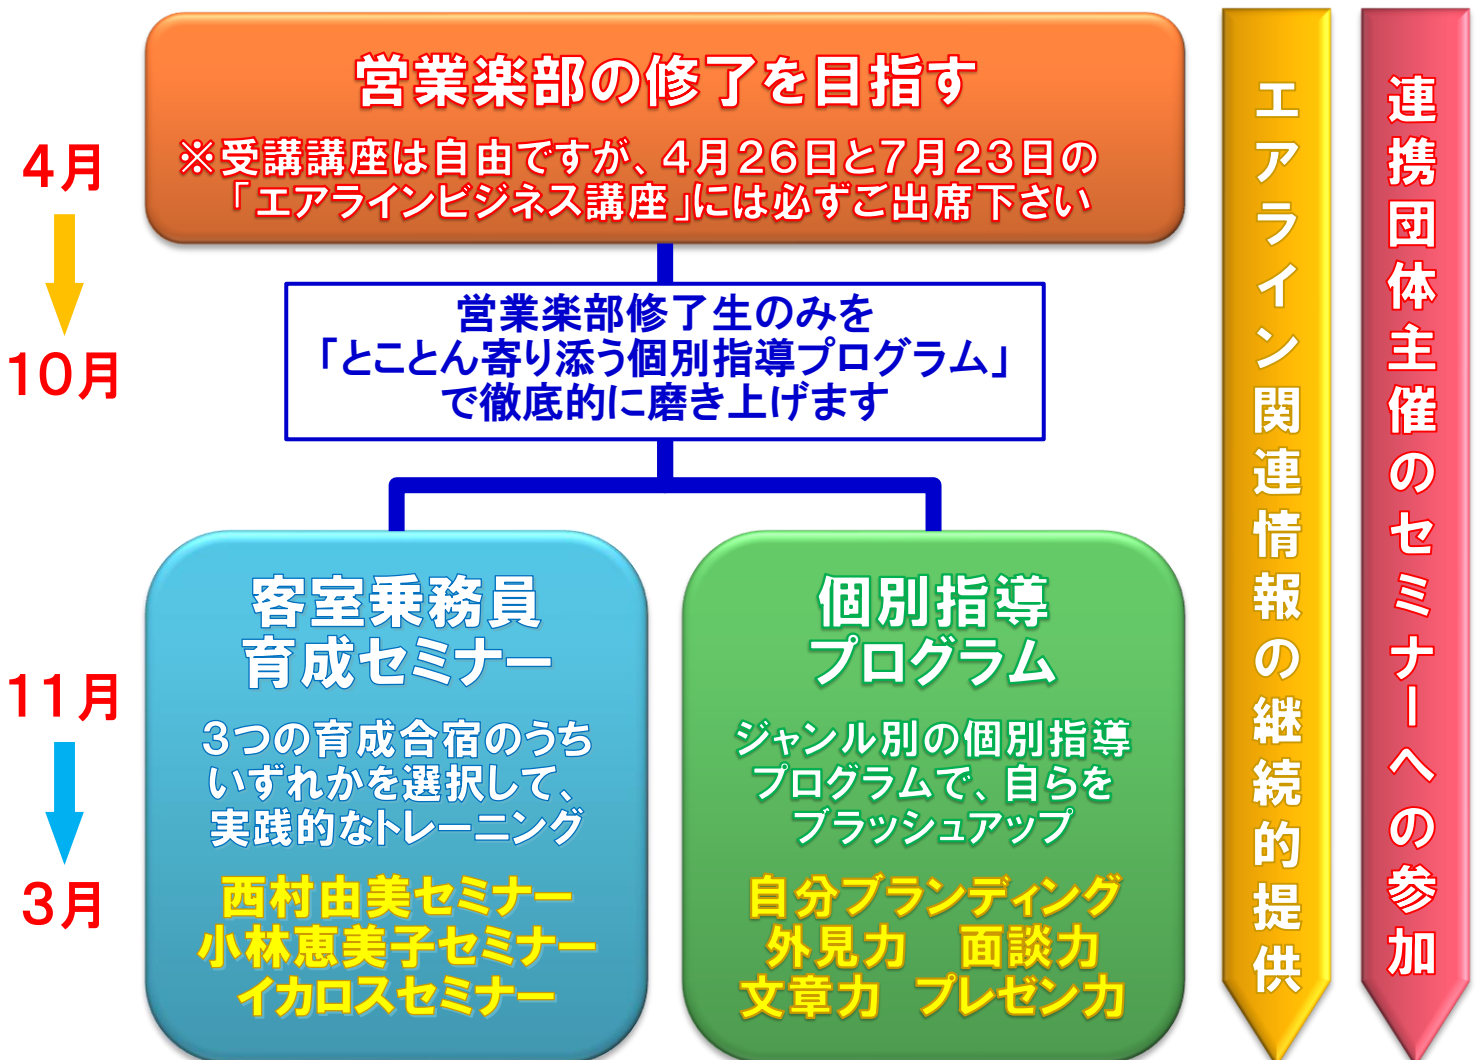 営業楽部の修了を目指す
※受講講座は自由ですが、４月２６日と７月２３日の
「エアラインビジネス講座」には必ずご出席下さい
４月
１０月
営業楽部修了生のみを
「とことん寄り添う個別指導プログラム」
で徹底的に磨き上げます
１１月
３月
客室乗務員
育成セミナー
３つの育成合宿のうち
いずれかを選択して、
実践的なトレーニング
西村由美セミナー
小林恵美子セミナー
イカロスセミナー
個別指導
プログラム
ジャンル別の個別指導
プログラムで、自らを
ブラッシュアップ
自分ブランディング
外見力　面談力
文章力　プレゼン力
エアライン関連情報の継続的提供
連携団体主催のセミナーへの参加